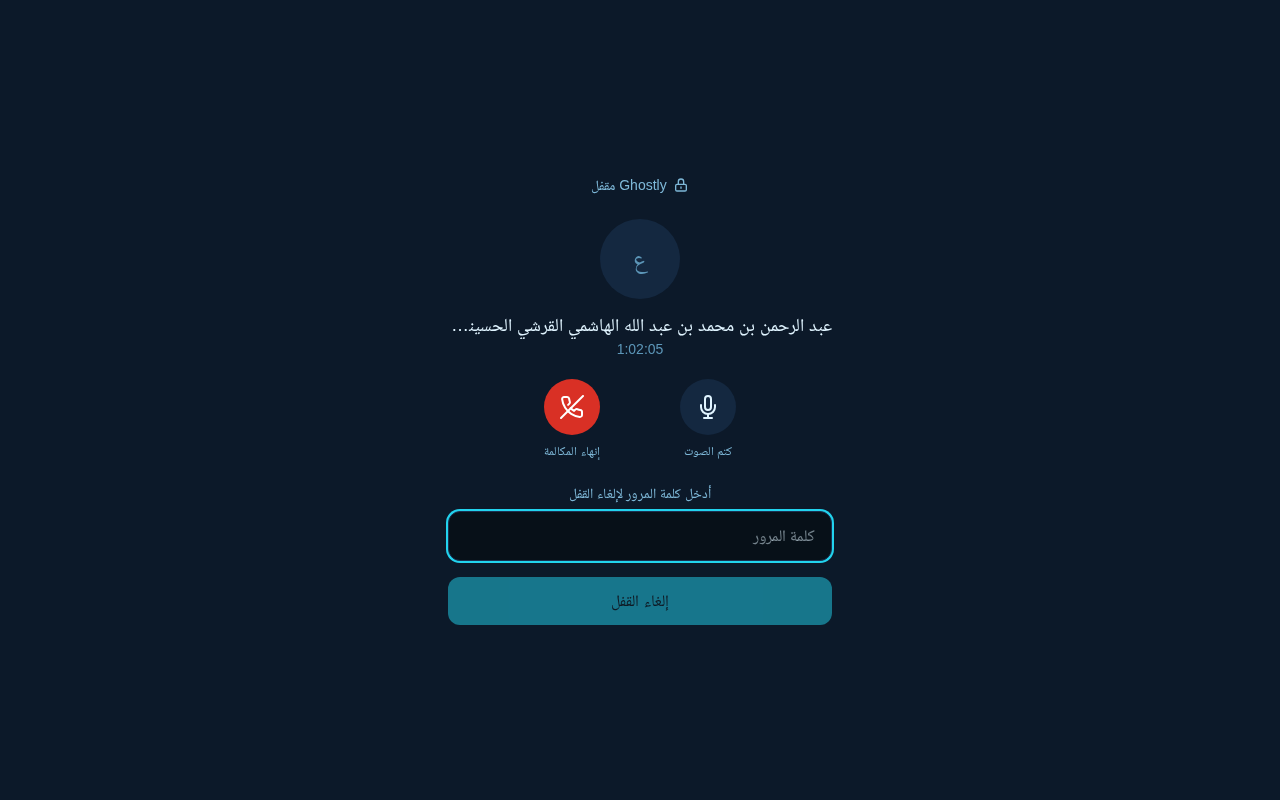 Ghostly مقفل
ع
عبد الرحمن بن محمد بن عبد الله الهاشمي القرشي الحسين...
1:02:05
كتم الصوت
إنهاء المكالمة
أدخل كلمة المرور لإلغاء القفل
كلمة المرور
إلغاء القفل